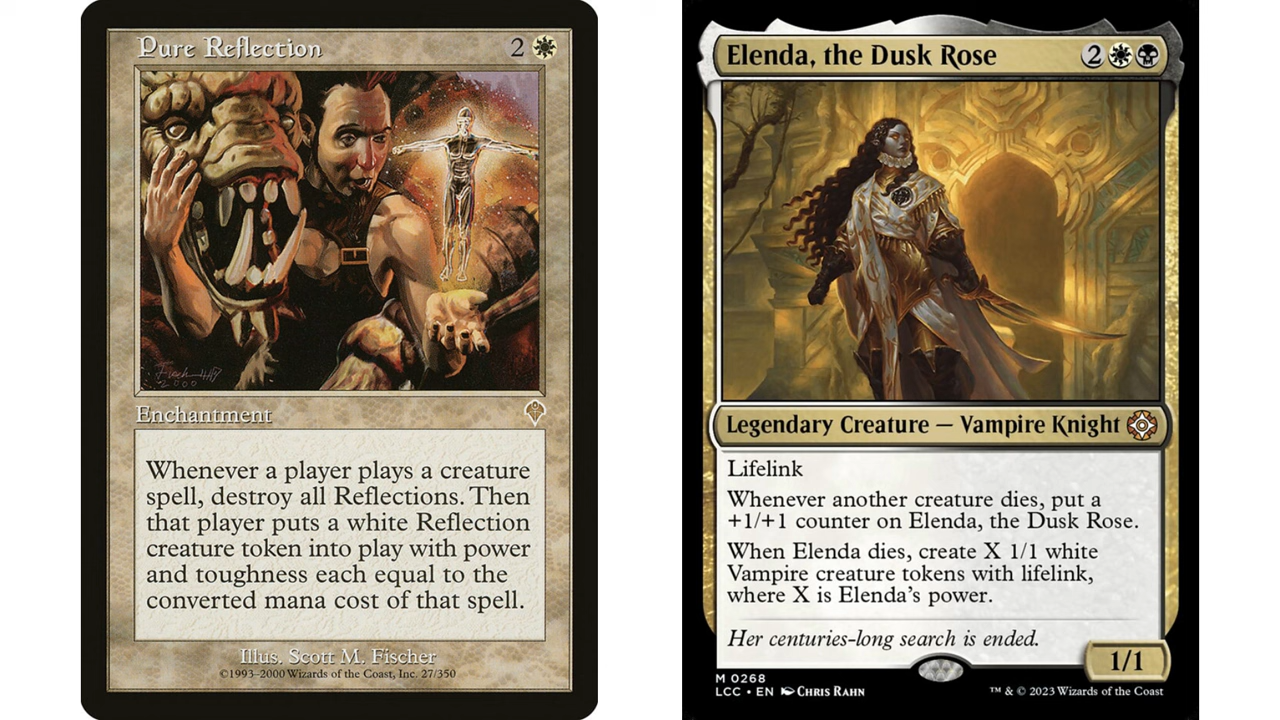 Pure Reflection 2
Enchantment
Whenever a player plays a creature
spell, destroy all Reflections. Then
that player puts a white Reflection
creature token into play with power
and toughness each equal to the
converted mana cost of that spell.
Illus. Scott M. Fischer
©1993–2000 Wizards of the Coast, Inc. 27/350
Elenda, the Dusk Rose 2
Legendary Creature — Vampire Knight
Lifelink
Whenever another creature dies, put a
+1/+1 counter on Elenda, the Dusk Rose.
When Elenda dies, create X 1/1 white
Vampire creature tokens with lifelink,
where X is Elenda's power.
Her centuries-long search is ended.
1/1
M 0268
LCC • EN Chris Rahn
™ & © 2023 Wizards of the Coast